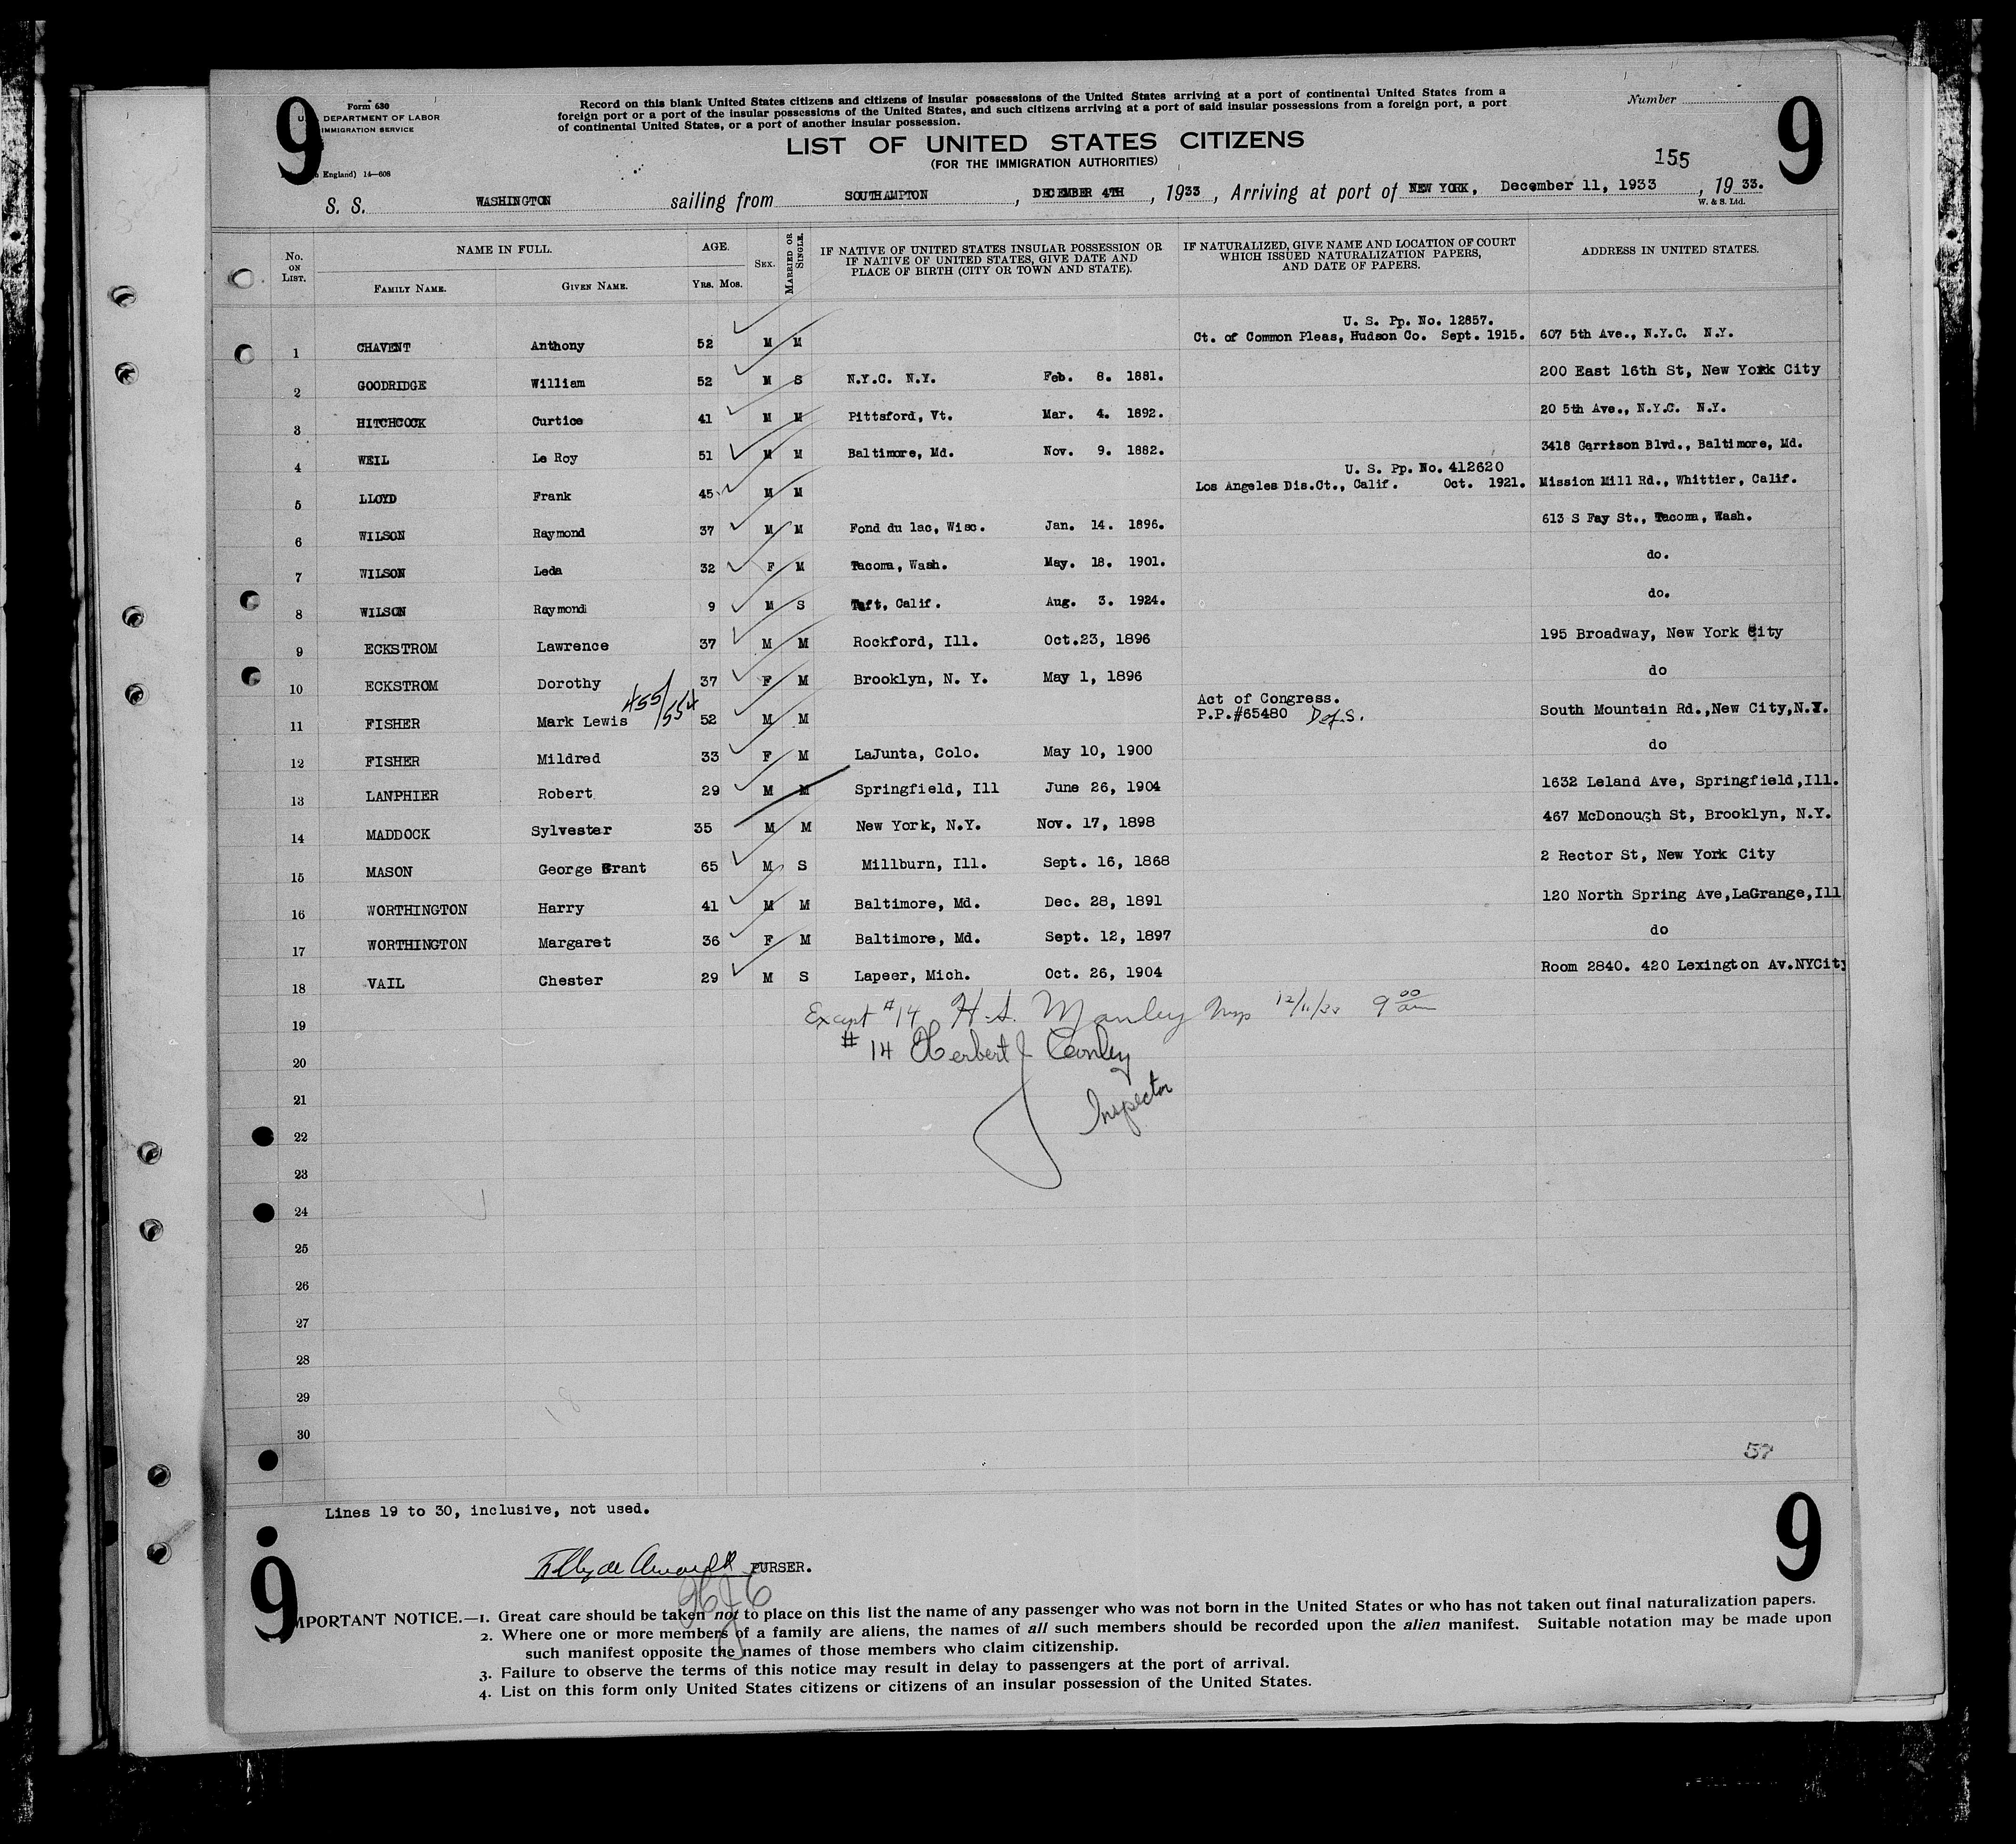 9 Form 630 9
U. DEPARTMENT OF LABOR
IMMIGRATION SERVICE
England) 14—608
Record on this blank United States citizens and citizens of insular possessions of the United States arriving at a port of continental United States from a
foreign port or a port of the insular possessions of the United States, and such citizens arriving at a port of said insular possessions from a foreign port, a port
of continental United States, or a port of another insular possession.
Number
LIST OF UNITED STATES CITIZENS
(FOR THE IMMIGRATION AUTHORITIES)
155
S. S. WASHINGTON sailing from SOUTHAMPTON, DECEMBER 4TH, 1933, Arriving at port of NEW YORK, December 11, 1933, 1933.
W. & S. Ltd.
No. ON LIST. NAME IN FULL. FAMILY NAME. GIVEN NAME. AGE. YRS. MOS. SEX. MARRIED OR SINGLE. IF NATIVE OF UNITED STATES INSULAR POSSESSION OR IF NATIVE OF UNITED STATES, GIVE DATE AND PLACE OF BIRTH (CITY OR TOWN AND STATE). IF NATURALIZED, GIVE NAME AND LOCATION OF COURT WHICH ISSUED NATURALIZATION PAPERS, AND DATE OF PAPERS. ADDRESS IN UNITED STATES.
U. S. Pp. No. 12857.
1 CHAVENT Anthony 52 M M Ct. of Common Pleas, Hudson Co. Sept. 1915. 607 5th Ave., N.Y.C. N.Y.
2 GOODRIDGE William 52 M S N.Y.C. N.Y. Feb. 8. 1881. 200 East 16th St, New York City
3 HITCHCOCK Curtice 41 M M Pittsford, Vt. Mar. 4. 1892. 20 5th Ave., N.Y.C. N.Y.
4 WEIL Le Roy 51 M M Baltimore, Md. Nov. 9. 1882. 3418 Garrison Blvd., Baltimore, Md.
U. S. Pp. No. 412620
5 LLOYD Frank 45 M M Los Angeles Dis.Ct., Calif. Oct. 1921. Mission Mill Rd., Whittier, Calif.
6 WILSON Raymond 37 M M Fond du lac, Wisc. Jan. 14. 1896. 613 S Fay St., Tacoma, Wash.
7 WILSON Leda 32 F M Tacoma, Wash. May. 18. 1901. do.
8 WILSON Raymond 9 M S Taft, Calif. Aug. 3. 1924. do.
9 ECKSTROM Lawrence 37 M M Rockford, Ill. Oct.23, 1896 195 Broadway, New York City
10 ECKSTROM Dorothy 37 F M Brooklyn, N. Y. May 1, 1896 do
455/554 Act of Congress.
11 FISHER Mark Lewis 52 M M P.P.#65480 South Mountain Rd.,New City,N.Y.
12 FISHER Mildred 33 F M LaJunta, Colo. May 10, 1900 do
13 LANPHIER Robert 29 M M Springfield, Ill June 26, 1904 1632 Leland Ave, Springfield,Ill.
14 MADDOCK Sylvester 35 M M New York, N.Y. Nov. 17, 1898 467 McDonough St, Brooklyn, N.Y.
15 MASON George Grant 65 M S Millburn, Ill. Sept. 16, 1868 2 Rector St, New York City
16 WORTHINGTON Harry 41 M M Baltimore, Md. Dec. 28, 1891 120 North Spring Ave,LaGrange,Ill
17 WORTHINGTON Margaret 36 F M Baltimore, Md. Sept. 12, 1897 do
18 VAIL Chester 29 M S Lapeer, Mich. Oct. 26, 1904 Room 2840. 420 Lexington Av.NYCity
19 Except #14 H.S. Manley Insp 12/11/33 9 00 am
20 #14 Herbert J Conley
21 Inspector
22
23
24
25
26
27
28
29
30
57
Lines 19 to 30, inclusive, not used.
PURSER.
9 9
MPORTANT NOTICE.—1. Great care should be taken not to place on this list the name of any passenger who was not born in the United States or who has not taken out final naturalization papers.
2. Where one or more members of a family are aliens, the names of all such members should be recorded upon the alien manifest. Suitable notation may be made upon
such manifest opposite the names of those members who claim citizenship.
3. Failure to observe the terms of this notice may result in delay to passengers at the port of arrival.
4. List on this form only United States citizens or citizens of an insular possession of the United States.